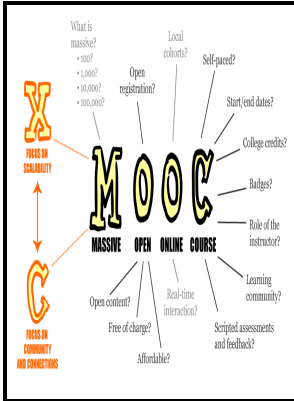 What is
massive?
• 100?
• 1,000?
• 10,000?
• 100,000?
Local
cohorts?
Open
registration?
Self-paced?
Start/end dates?
College credits?
Badges?
Role of the
instructor?
Learning
community?
Scripted assessments
and feedback?
X
FOCUS ON
SCALABILITY
C
FOCUS ON
COMMUNITY
AND CONNECTIONS
MOOC
MASSIVE OPEN ONLINE COURSE
Open content?
Free of charge?
Affordable?
Real-time
interaction?